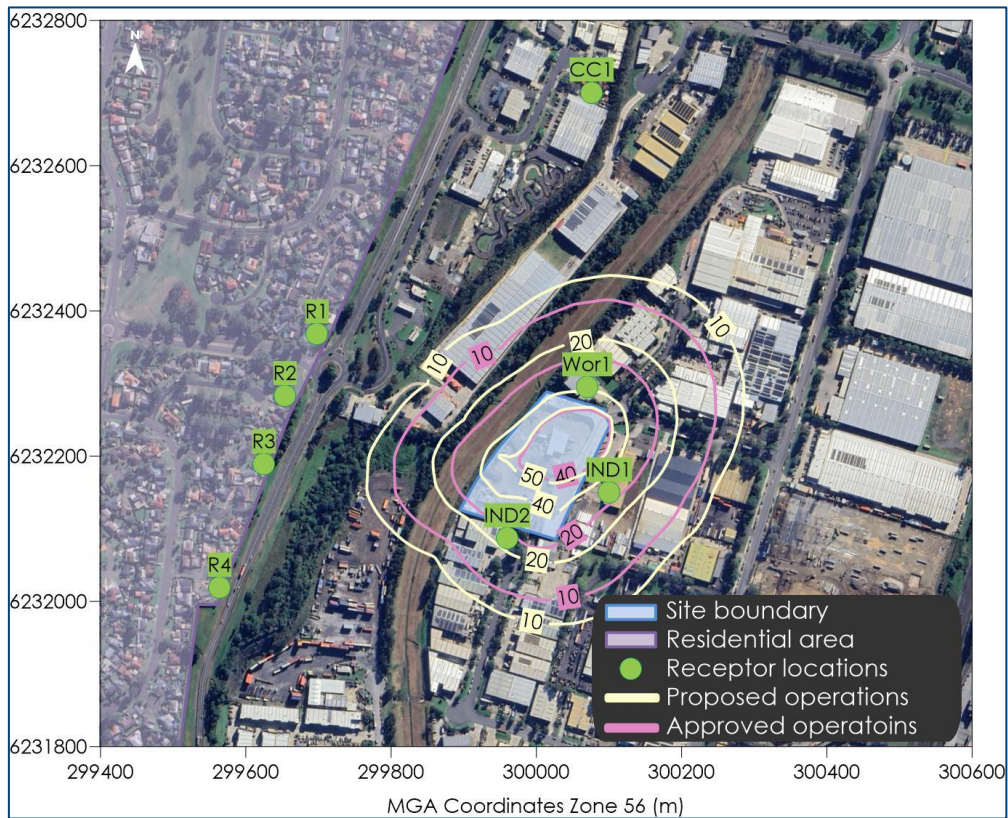 6232800
N
CC1
6232600
6232400
R1
R2
R3
R4
6232200
6232000
6231800
10
10
10
20
Wor1
50
40
40
IND1
IND2
20
20
10
10
Site boundary
Residential area
Receptor locations
Proposed operations
Approved operatoins
299400
299600
299800
300000
300200
300400
300600
MGA Coordinates Zone 56 (m)